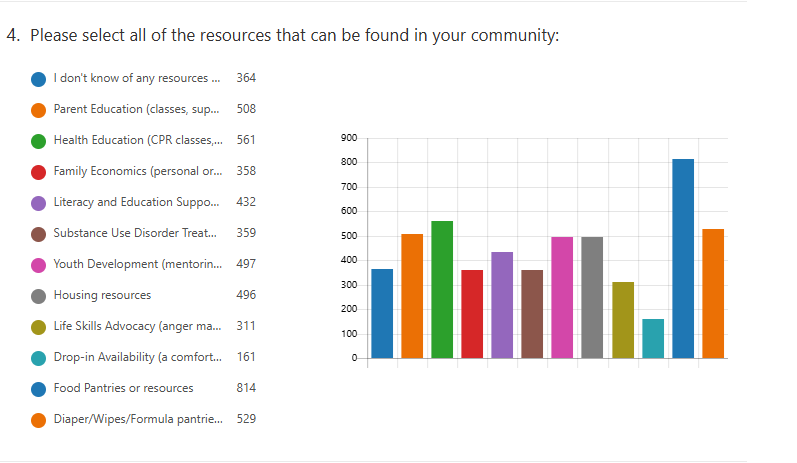 4. Please select all of the resources that can be found in your community:
I don't know of any resources ... 364
Parent Education (classes, sup... 508
Health Education (CPR classes,... 561
Family Economics (personal or... 358
Literacy and Education Suppo... 432
Substance Use Disorder Treat... 359
Youth Development (mentorin... 497
Housing resources 496
Life Skills Advocacy (anger ma... 311
Drop-in Availability (a comfort... 161
Food Pantries or resources 814
Diaper/Wipes/Formula pantrie... 529
900
800
700
600
500
400
300
200
100
0